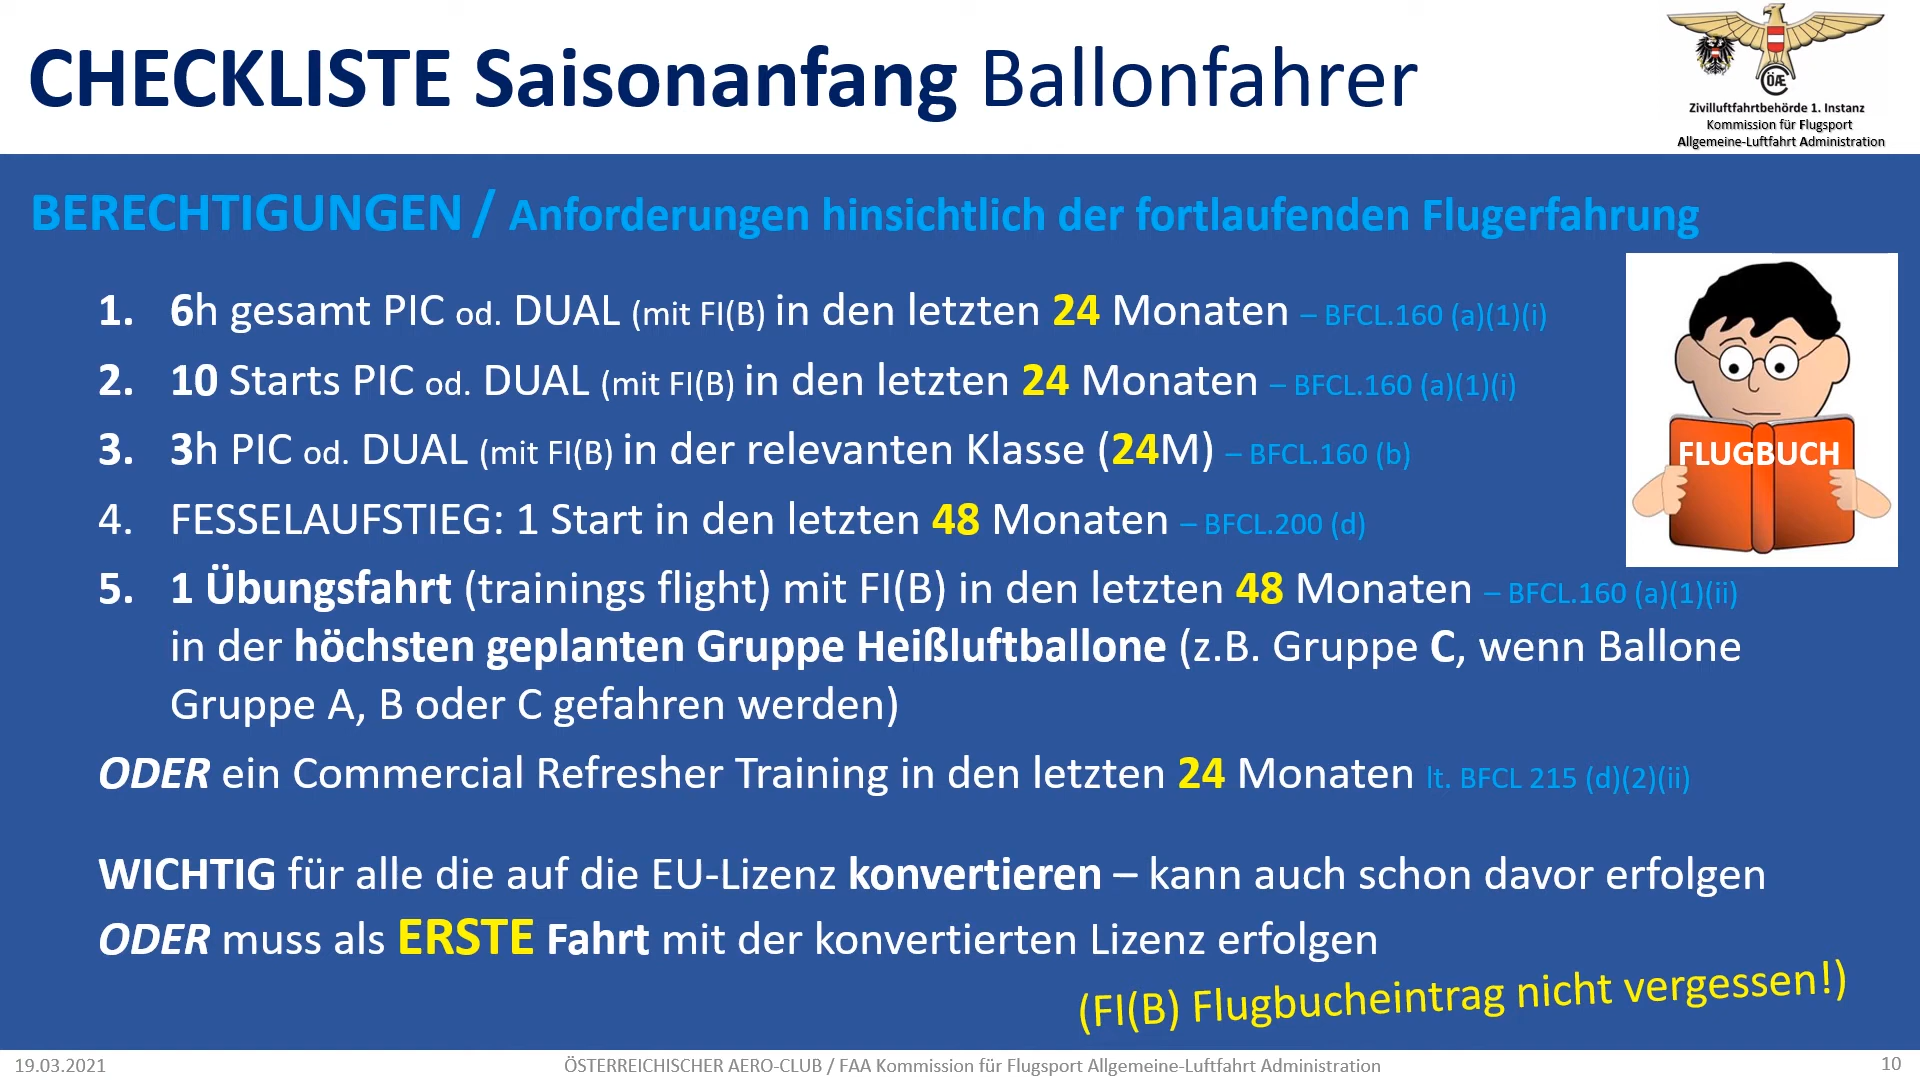 CHECKLISTE Saisonanfang Ballonfahrer
ÖÆC
Zivilluftfahrtbehörde 1. Instanz
Kommission für Flugsport
Allgemeine-Luftfahrt Administration
BERECHTIGUNGEN / Anforderungen hinsichtlich der fortlaufenden Flugerfahrung
1. 6h gesamt PIC od. DUAL (mit FI(B) in den letzten 24 Monaten – BFCL.160 (a)(1)(i)
2. 10 Starts PIC od. DUAL (mit FI(B) in den letzten 24 Monaten – BFCL.160 (a)(1)(i)
3. 3h PIC od. DUAL (mit FI(B) in der relevanten Klasse (24M) – BFCL.160 (b)
FLUGBUCH
4. FESSELAUFSTIEG: 1 Start in den letzten 48 Monaten – BFCL.200 (d)
5. 1 Übungsfahrt (trainings flight) mit FI(B) in den letzten 48 Monaten – BFCL.160 (a)(1)(ii)
in der höchsten geplanten Gruppe Heißluftballone (z.B. Gruppe C, wenn Ballone
Gruppe A, B oder C gefahren werden)
ODER ein Commercial Refresher Training in den letzten 24 Monaten lt. BFCL 215 (d)(2)(ii)
WICHTIG für alle die auf die EU-Lizenz konvertieren – kann auch schon davor erfolgen
ODER muss als ERSTE Fahrt mit der konvertierten Lizenz erfolgen
(FI(B) Flugbucheintrag nicht vergessen!)
19.03.2021
ÖSTERREICHISCHER AERO-CLUB / FAA Kommission für Flugsport Allgemeine-Luftfahrt Administration
10